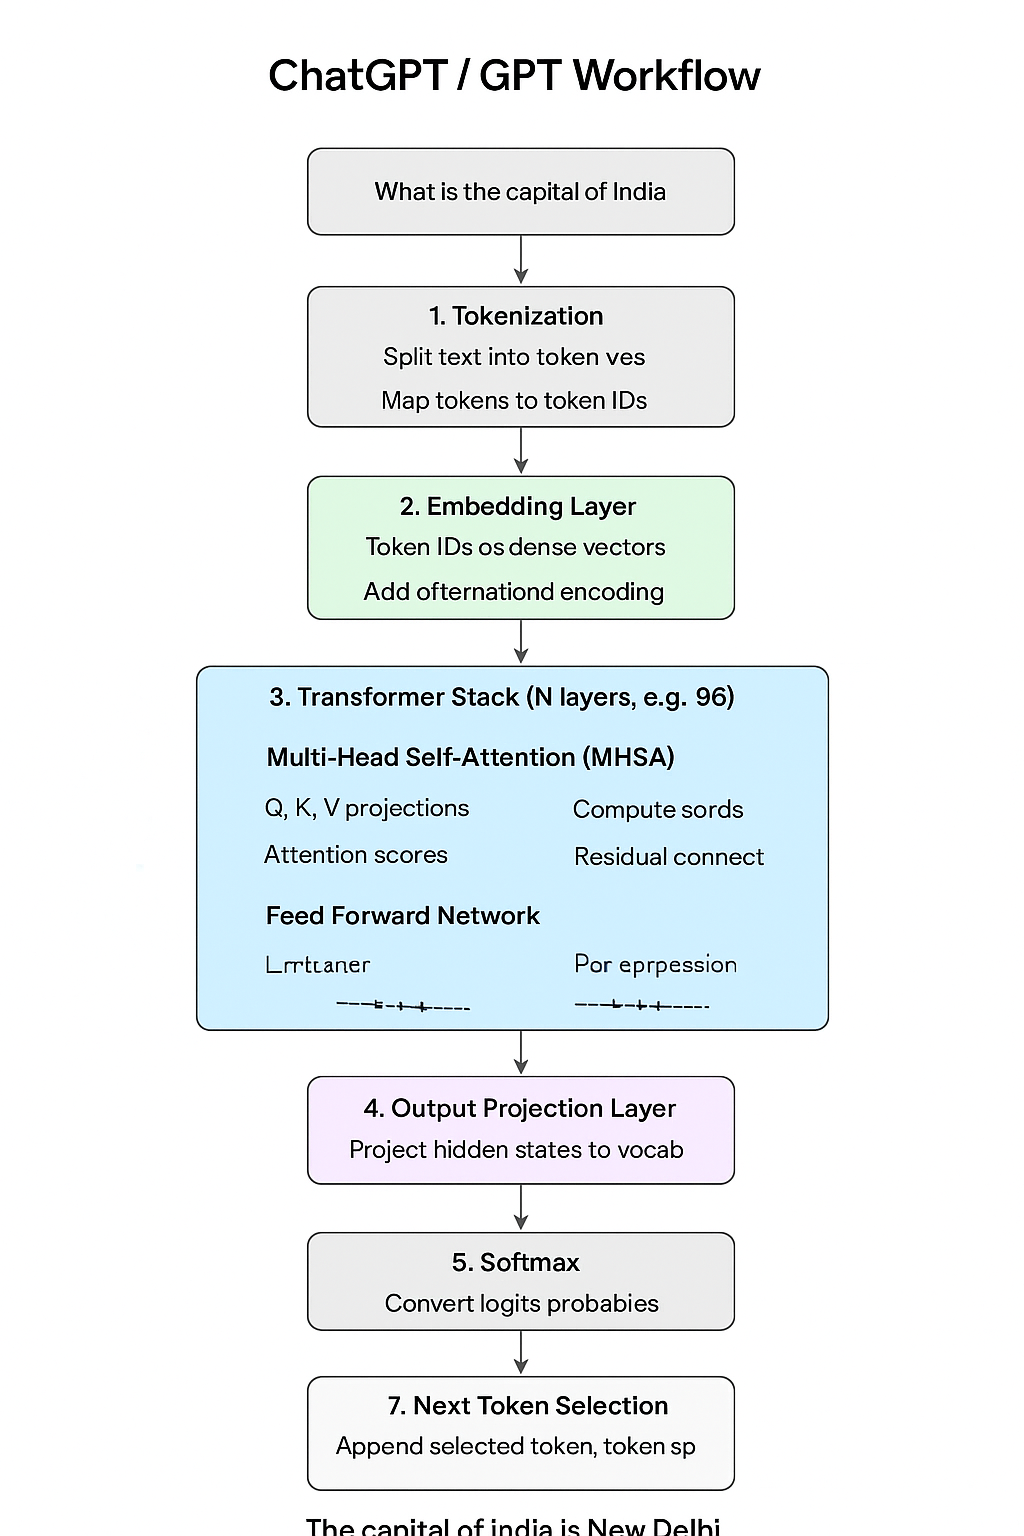 ChatGPT / GPT Workflow
What is the capital of India
1. Tokenization
Split text into token ves
Map tokens to token IDs
2. Embedding Layer
Token IDs os dense vectors
Add ofternationd encoding
3. Transformer Stack (N layers, e.g. 96)
Multi-Head Self-Attention (MHSA)
Q, K, V projections
Compute sords
Attention scores
Residual connect
Feed Forward Network
Por eprpession
4. Output Projection Layer
Project hidden states to vocab
5. Softmax
Convert logits probabies
7. Next Token Selection
Append selected token, token sp
The capital of india is New Delhi